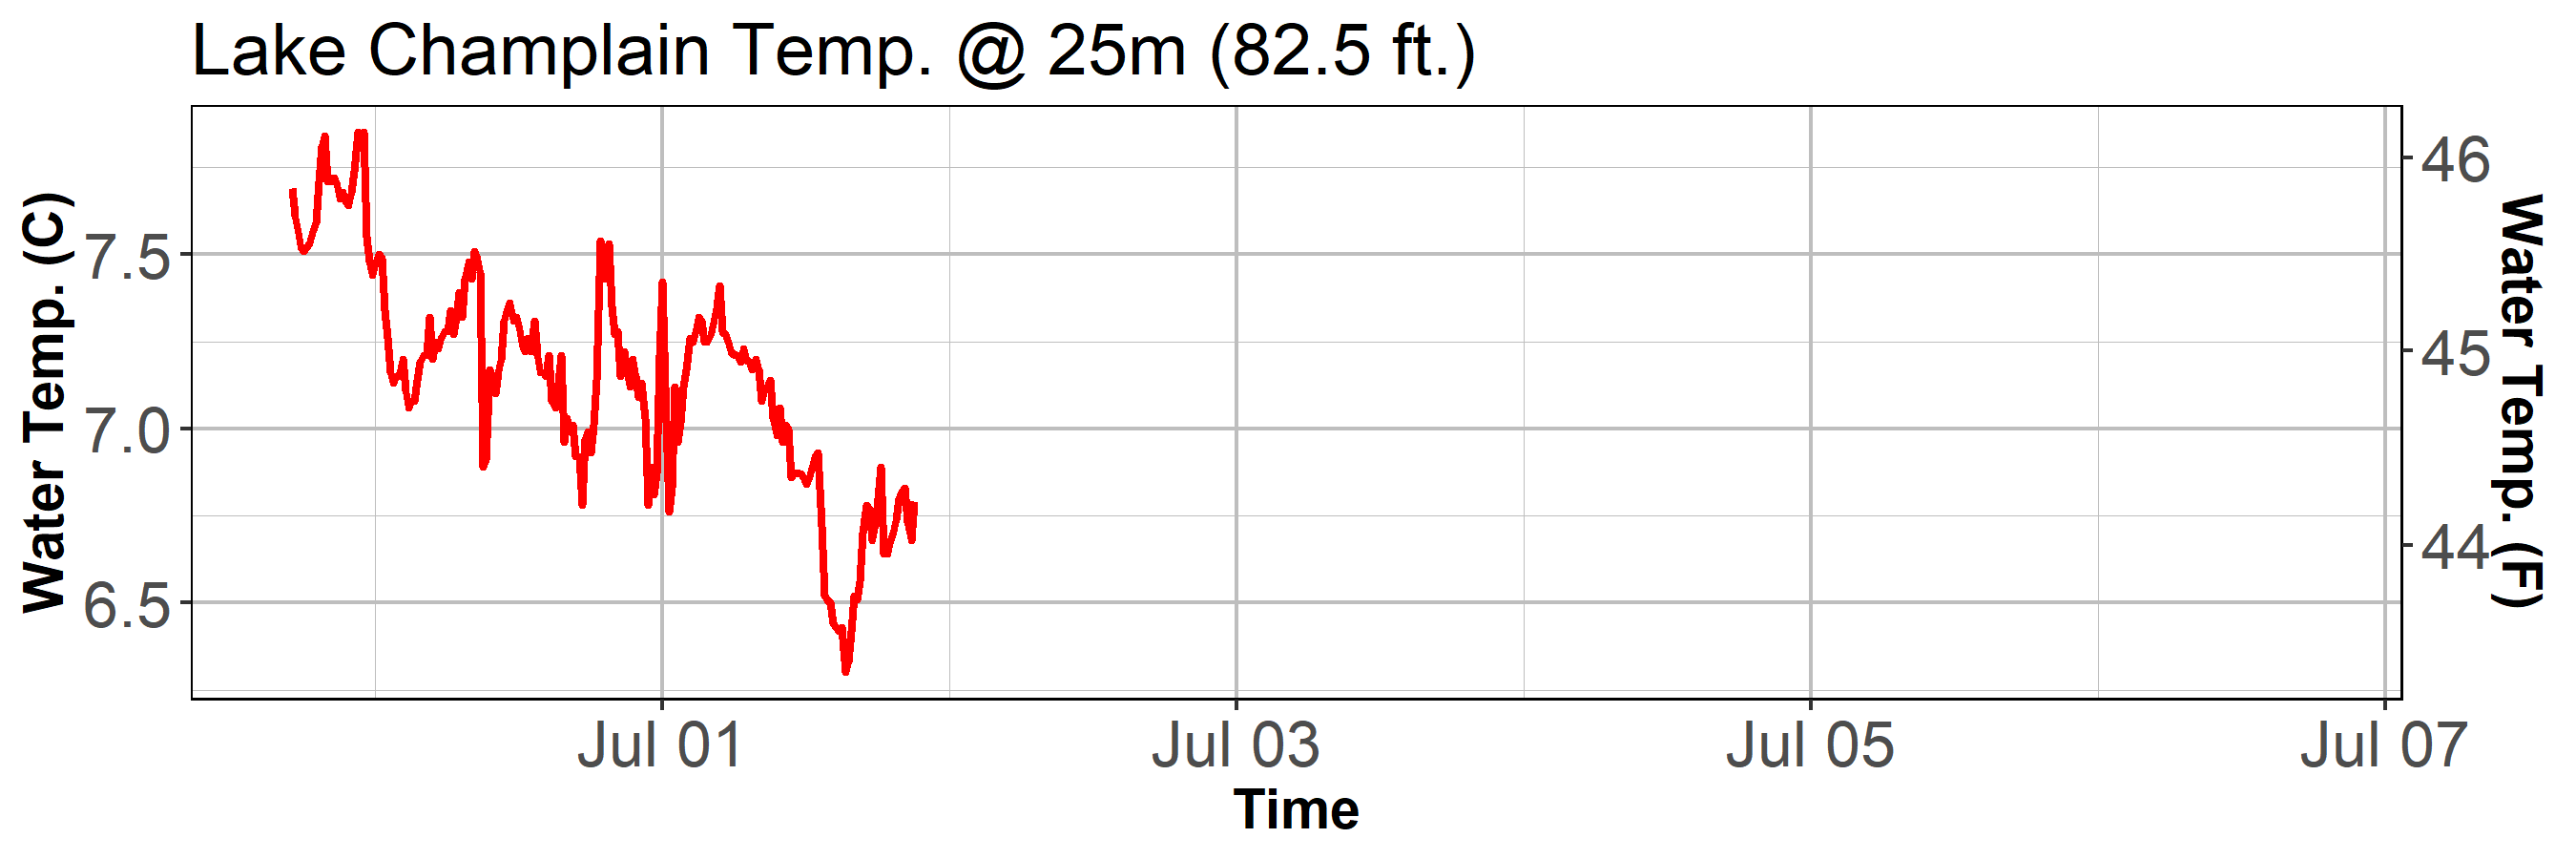 Lake Champlain Temp. @ 25m (82.5 ft.)
Water Temp. (C)
7.5
7.0
6.5
46
45
44
Water Temp. (F)
Jul 01 Jul 03 Jul 05 Jul 07
Time